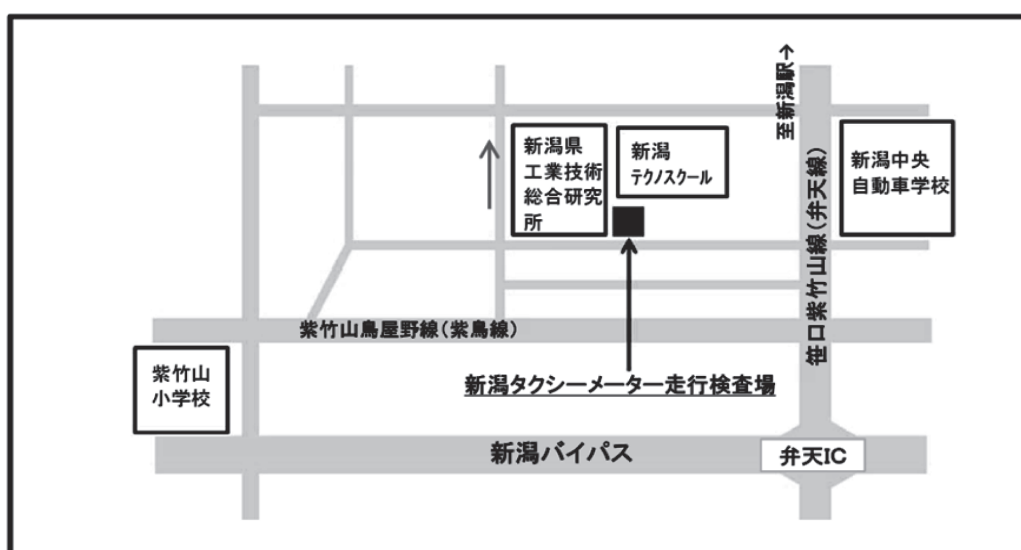 至新潟駅→
新潟県
工業技術
総合研究
所
新潟
ﾃｸﾉｽｸｰﾙ
新潟中央
自動車学校
笹口紫竹山線(弁天線)
紫竹山鳥屋野線(紫鳥線)
紫竹山
小学校
新潟タクシーメーター走行検査場
新潟バイパス
弁天IC